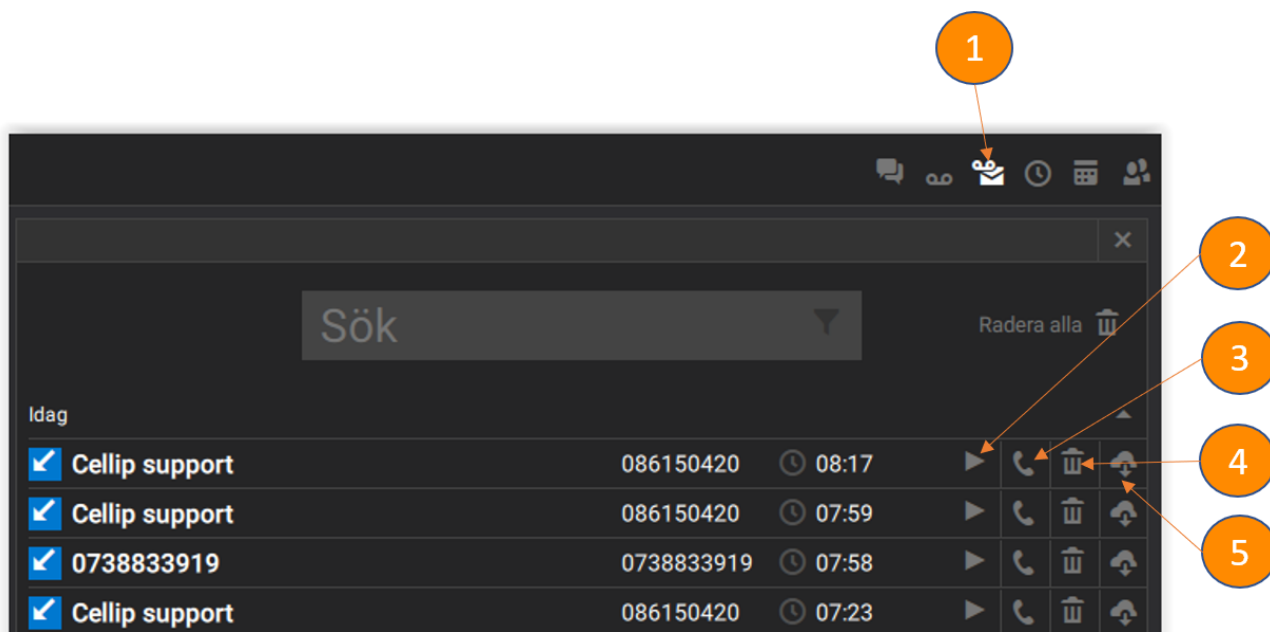 1
2
Sök
Radera alla
3
Idag
Cellip support 086150420 08:17
4
Cellip support 086150420 07:59
5
0738833919 0738833919 07:58
Cellip support 086150420 07:23